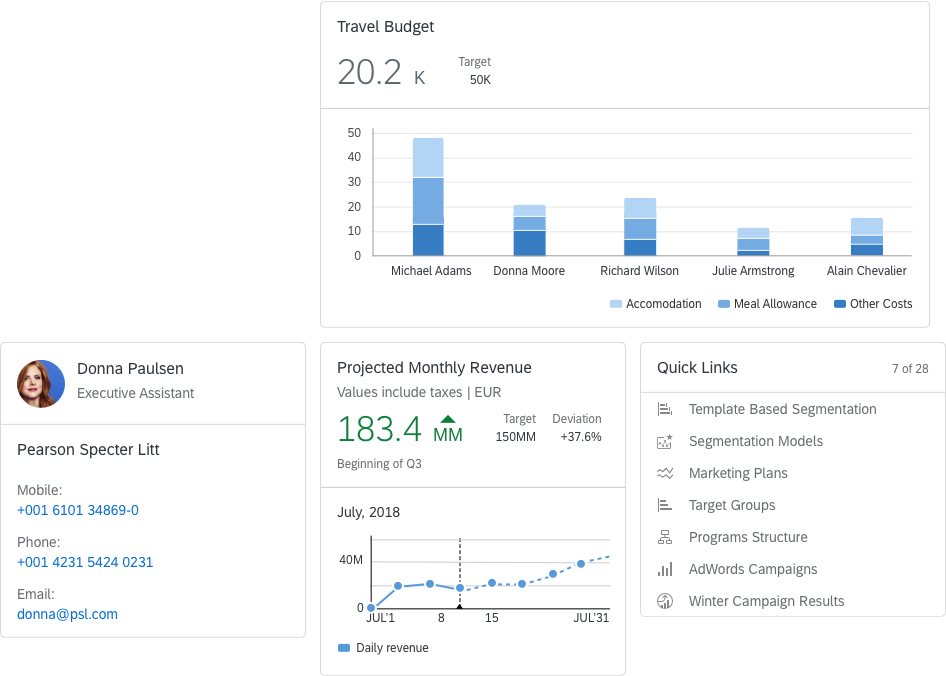 Travel Budget
20.2 K
Target
50K
50
40
30
20
10
0
Michael Adams Donna Moore Richard Wilson Julie Armstrong Alain Chevalier
Accomodation Meal Allowance Other Costs
Donna Paulsen
Executive Assistant
Pearson Specter Litt
Mobile:
+001 6101 34869-0
Phone:
+001 4231 5424 0231
Email:
donna@psl.com
Projected Monthly Revenue
Values include taxes | EUR
183.4 MM
Target Deviation
150MM +37.6%
Beginning of Q3
July, 2018
40M
0
JUL'1 8 15 JUL'31
Daily revenue
Quick Links 7 of 28
Template Based Segmentation
Segmentation Models
Marketing Plans
Target Groups
Programs Structure
AdWords Campaigns
Winter Campaign Results